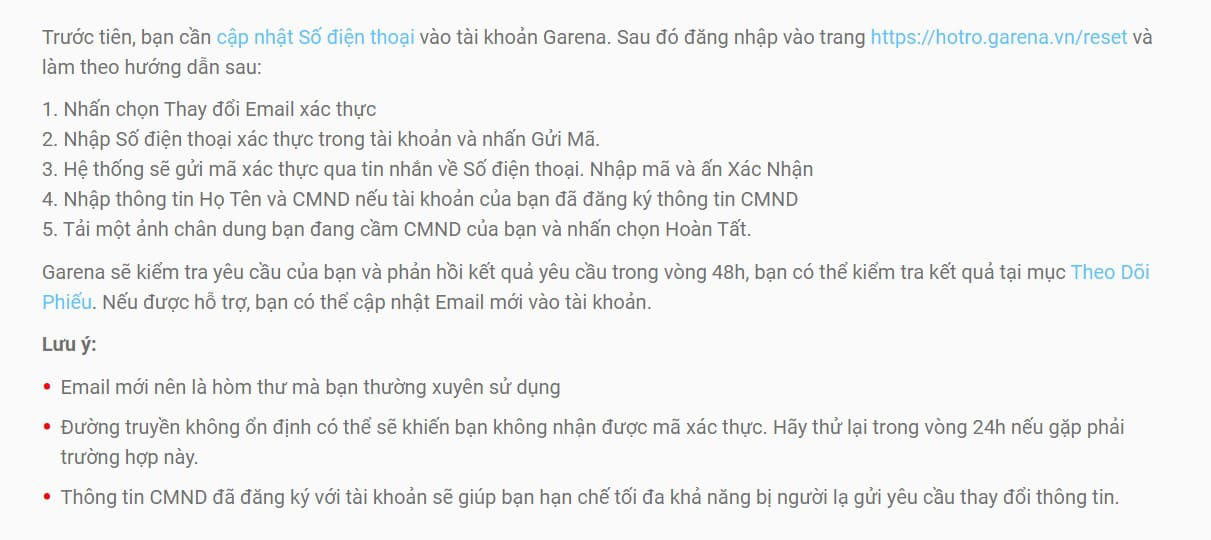 Trước tiên, bạn cần cập nhật Số điện thoại vào tài khoản Garena. Sau đó đăng nhập vào trang https://hotro.garena.vn/reset và
làm theo hướng dẫn sau:
1. Nhấn chọn Thay đổi Email xác thực
2. Nhập Số điện thoại xác thực trong tài khoản và nhấn Gửi Mã.
3. Hệ thống sẽ gửi mã xác thực qua tin nhắn về Số điện thoại. Nhập mã và ấn Xác Nhận
4. Nhập thông tin Họ Tên và CMND nếu tài khoản của bạn đã đăng ký thông tin CMND
5. Tải một ảnh chân dung bạn đang cầm CMND của bạn và nhấn chọn Hoàn Tất.
Garena sẽ kiểm tra yêu cầu của bạn và phản hồi kết quả yêu cầu trong vòng 48h, bạn có thể kiểm tra kết quả tại mục Theo Dõi
Phiếu. Nếu được hỗ trợ, bạn có thể cập nhật Email mới vào tài khoản.
Lưu ý:
• Email mới nên là hòm thư mà bạn thường xuyên sử dụng
• Đường truyền không ổn định có thể sẽ khiến bạn không nhận được mã xác thực. Hãy thử lại trong vòng 24h nếu gặp phải
trường hợp này.
• Thông tin CMND đã đăng ký với tài khoản sẽ giúp bạn hạn chế tối đa khả năng bị người lạ gửi yêu cầu thay đổi thông tin.